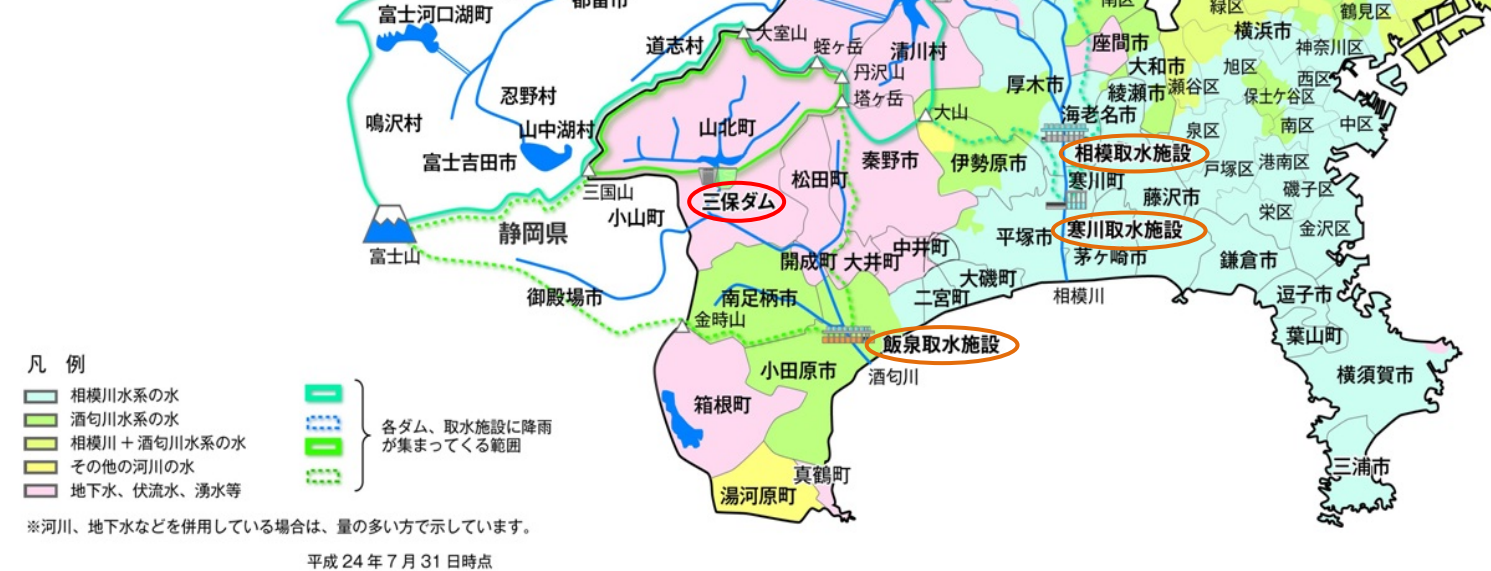 富士河口湖町
都留市
道志村
大室山
蛭ヶ岳
丹沢山
塔ヶ岳
清川村
大山
厚木市
座間市
大和市
綾瀬市
海老名市
緑区
横浜市
鶴見区
神奈川区
旭区
瀬谷区
西区
保土ケ谷区
泉区
南区
中区
南区
忍野村
鳴沢村
山中湖村
富士吉田市
山北町
秦野市
伊勢原市
相模取水施設
戸塚区
港南区
磯子区
栄区
金沢区
三国山
小山町
三保ダム
松田町
寒川町
藤沢市
静岡県
富士山
開成町
大井町
中井町
平塚市
寒川取水施設
茅ヶ崎市
鎌倉市
御殿場市
南足柄市
金時山
二宮町
大磯町
相模川
逗子市
葉山町
飯泉取水施設
酒匂川
小田原市
横須賀市
箱根町
真鶴町
湯河原町
三浦市
凡 例
相模川水系の水
酒匂川水系の水
相模川＋酒匂川水系の水
その他の河川の水
地下水、伏流水、湧水等
各ダム、取水施設に降雨
が集まってくる範囲
※河川、地下水などを併用している場合は、量の多い方で示しています。
平成 24 年 7 月 31 日時点